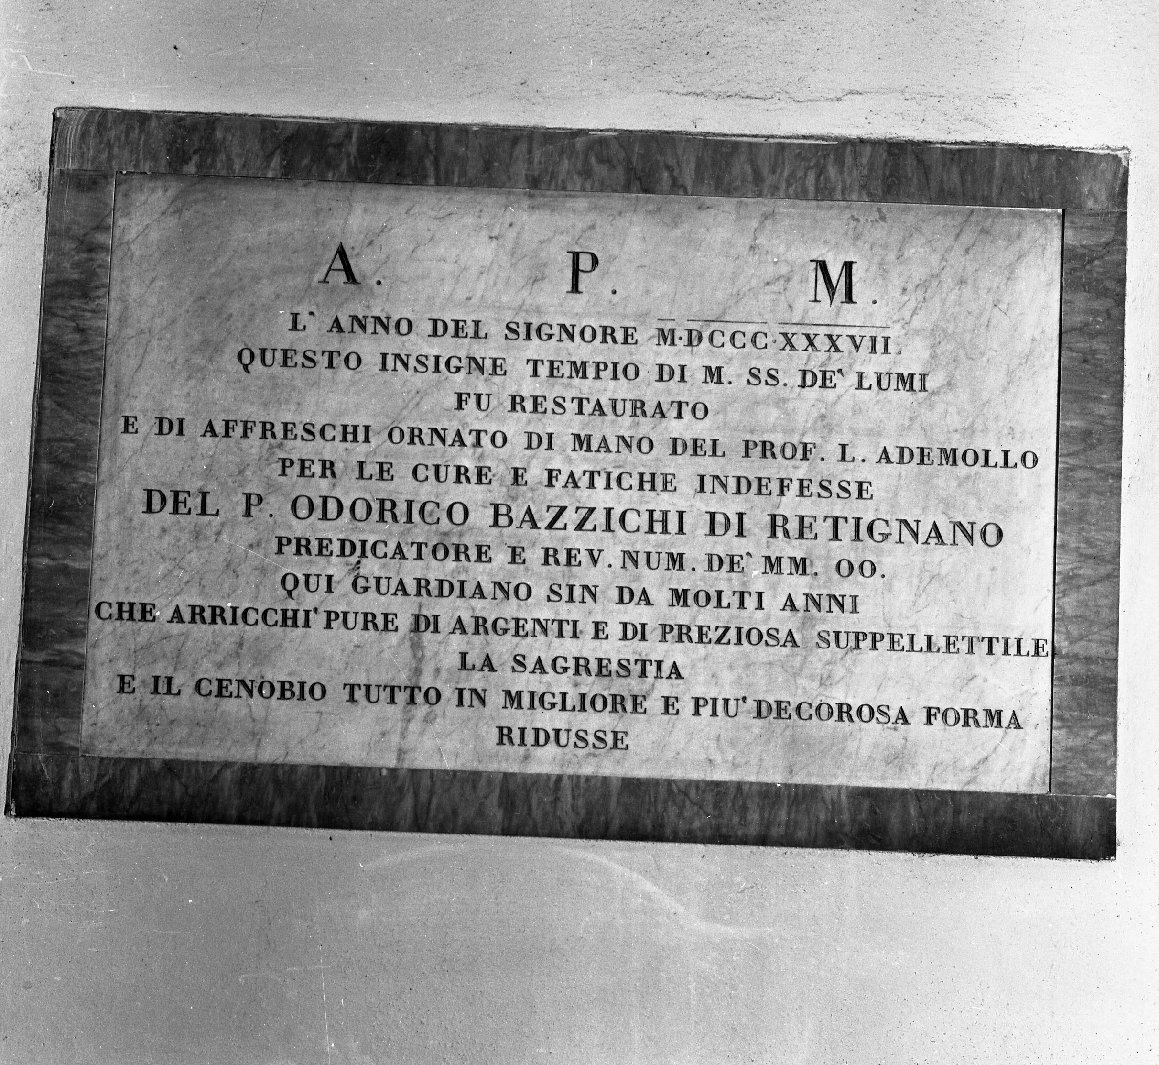 A. P. M.
L' ANNO DEL SIGNORE M·DCCC·XXXVII.
QUESTO INSIGNE TEMPIO DI M. SS. DE' LUMI
FU RESTAURATO
E DI AFFRESCHI ORNATO DI MANO DEL PROF. L. ADEMOLLO
PER LE CURE E FATICHE INDEFESSE
DEL P. ODORICO BAZZICHI DI RETIGNANO
PREDICATORE E REV. NUM. DE' MM. OO.
QUI GUARDIANO SIN DA MOLTI ANNI
CHE ARRICCHI' PURE DI ARGENTI E DI PREZIOSA SUPPELLETTILE
LA SAGRESTIA
E IL CENOBIO TUTTO IN MIGLIORE E PIU' DECOROSA FORMA
RIDUSSE